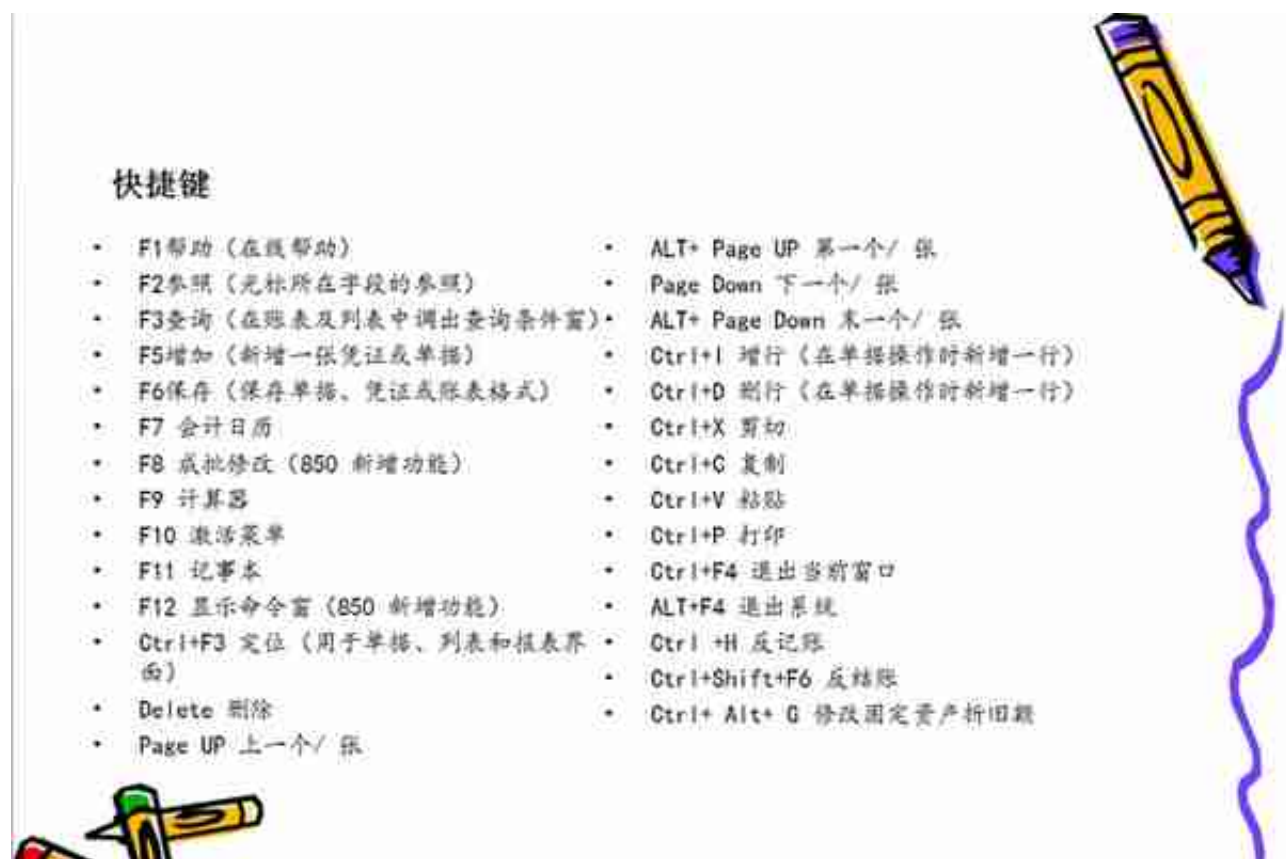 快捷键
• F1帮助（在线帮助）
• F2参照（光标所在字段的参照）
• F3查询（在账表及列表中调出查询条件窗）
• F5增加（新增一张凭证或单据）
• F6保存（保存单据、凭证或账表格式）
• F7 会计日历
• F8 成批修改（850 新增功能）
• F9 计算器
• F10 激活菜单
• F11 记事本
• F12 显示命令窗（850 新增功能）
• Ctrl+F3 定位（用于单据、列表和报表界
面）
• Delete 删除
• Page UP 上一个/ 张
• ALT+ Page UP 第一个/ 张
• Page Down 下一个/ 张
• ALT+ Page Down 末一个/ 张
• Ctrl+I 增行（在单据操作时新增一行）
• Ctrl+D 删行（在单据操作时新增一行）
• Ctrl+X 剪切
• Ctrl+C 复制
• Ctrl+V 粘贴
• Ctrl+P 打印
• Ctrl+F4 退出当前窗口
• ALT+F4 退出系统
• Ctrl +H 反记账
• Ctrl+Shift+F6 反结账
• Ctrl+ Alt+ G 修改固定资产折旧额